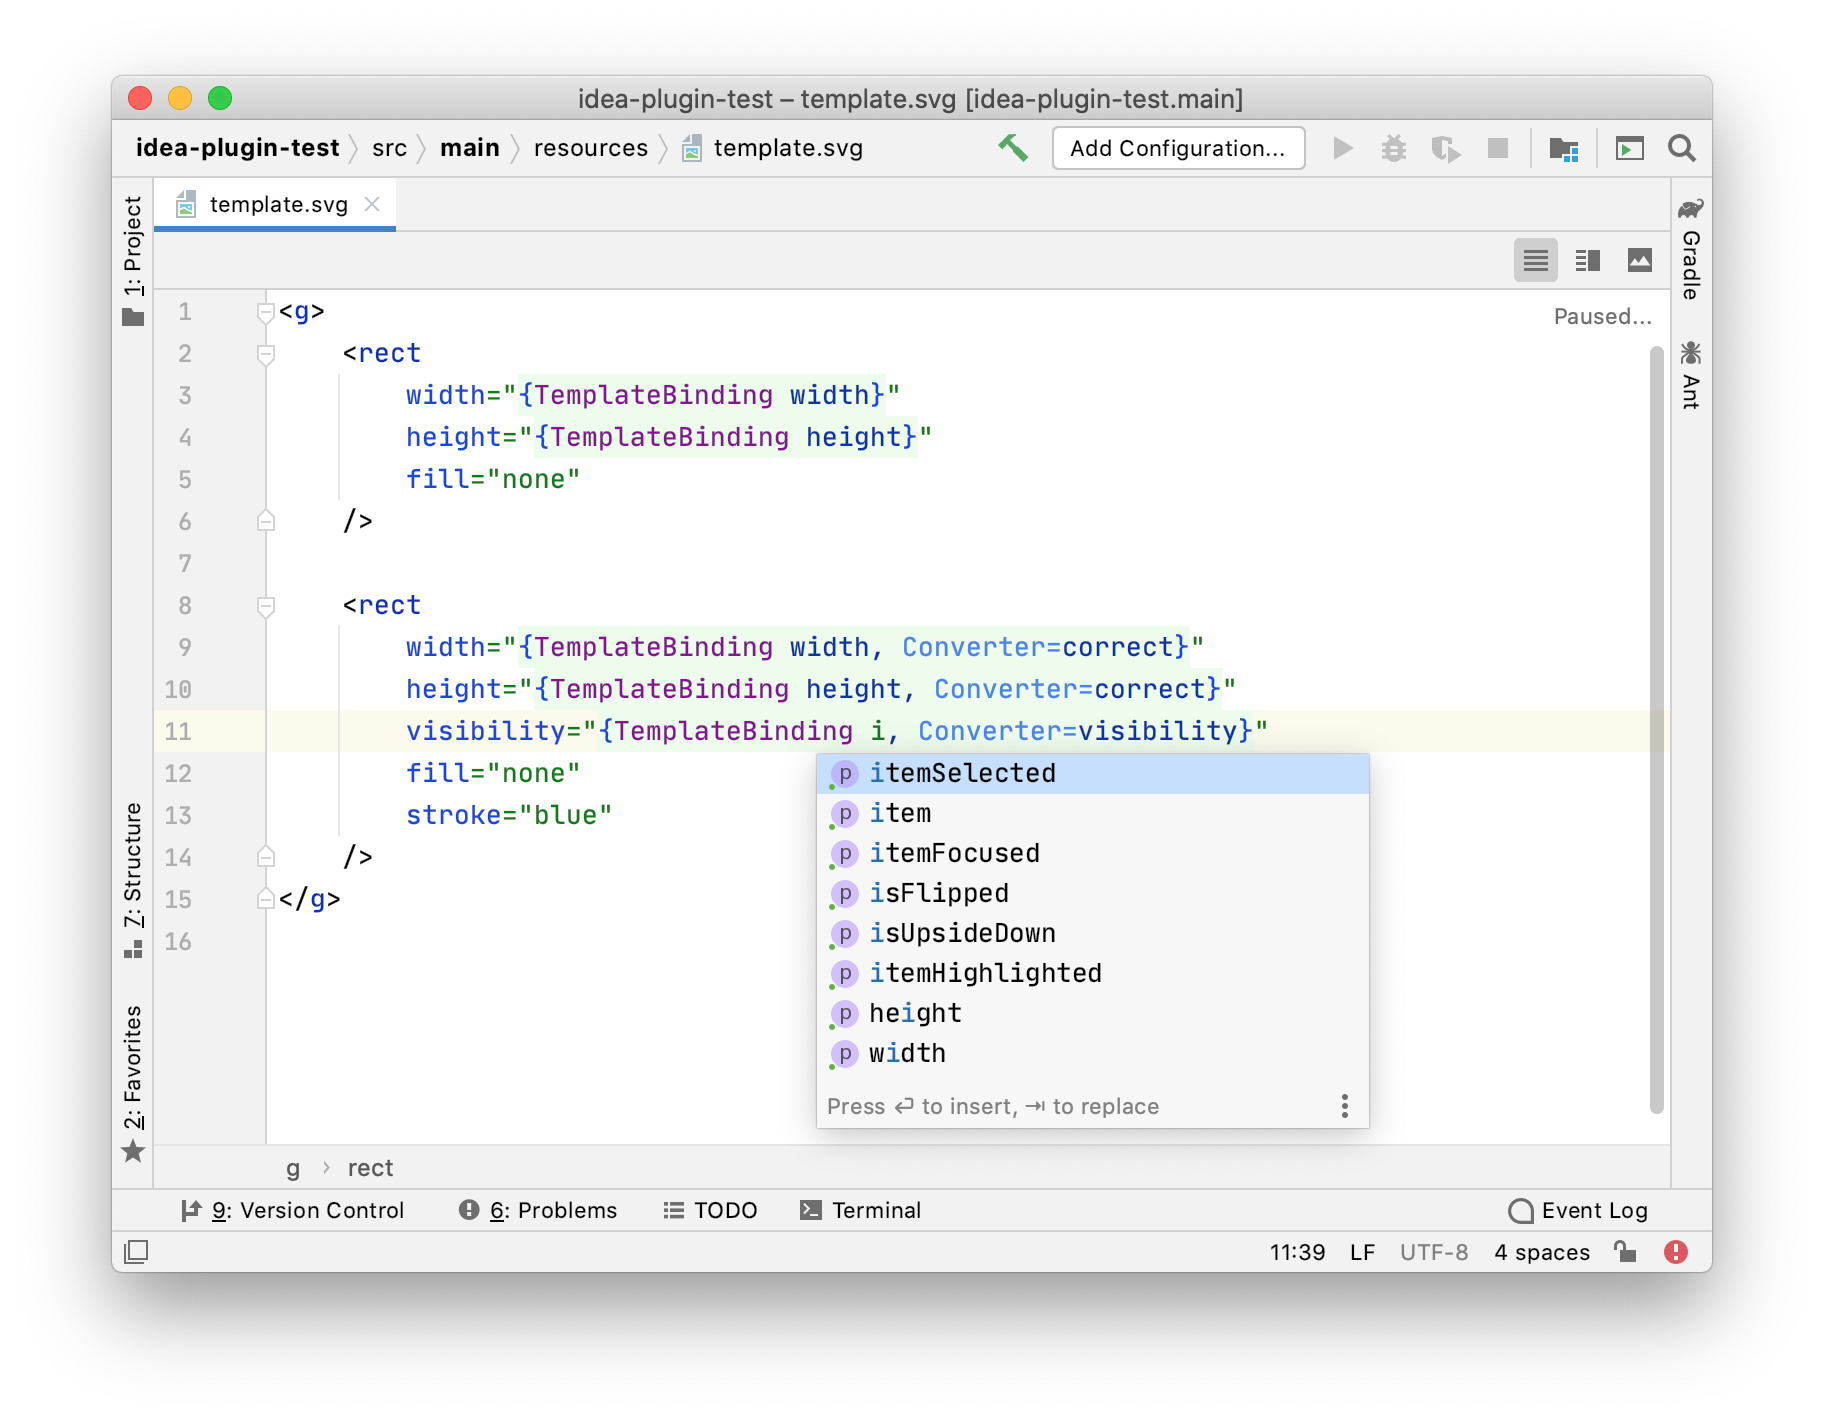 idea-plugin-test – template.svg [idea-plugin-test.main]
idea-plugin-test src main resources template.svg Add Configuration...
template.svg
1: Project
Gradle
Ant
Paused...
1 <g>
2 <rect
3 width="{TemplateBinding width}"
4 height="{TemplateBinding height}"
5 fill="none"
6 />
7
8 <rect
9 width="{TemplateBinding width, Converter=correct}"
10 height="{TemplateBinding height, Converter=correct}"
11 visibility="{TemplateBinding i, Converter=visibility}"
12 fill="none"
13 stroke="blue"
14 />
15 </g>
16
p itemSelected
p item
p itemFocused
p isFlipped
p isUpsideDown
p itemHighlighted
p height
p width
Press ⏎ to insert, ⇥ to replace
7: Structure
2: Favorites
g › rect
9: Version Control 6: Problems TODO Terminal Event Log
11:39 LF UTF-8 4 spaces